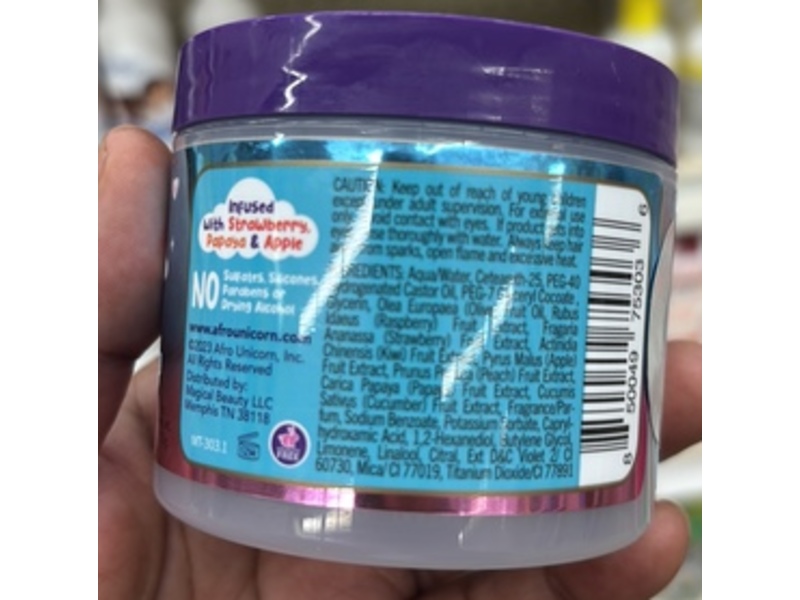 Infused
with Strawberry,
Papaya & Apple
NO Sulfates, Silicones,
Parabens or
Drying Alcohol
www.afrounicorn.com
©2023 Afro Unicorn, Inc.
All Rights Reserved
Distributed by:
Magical Beauty LLC
Memphis TN 38118
MT-303.1
FREE
CAUTION: Keep out of reach of young children
except under adult supervision. For external use
only. Avoid contact with eyes. If product gets into
eyes, rinse thoroughly with water. Always keep hair
away from sparks, open flame and excessive heat.
INGREDIENTS: Aqua/Water, Ceteareth-25, PEG-40
Hydrogenated Castor Oil, PEG-7 Glyceryl Cocoate,
Glycerin, Olea Europaea (Olive) Fruit Oil, Rubus
Idaeus (Raspberry) Fruit Extract, Fragaria
Ananassa (Strawberry) Fruit Extract, Actinidia
Chinensis (Kiwi) Fruit Extract, Pyrus Malus (Apple)
Fruit Extract, Prunus Persica (Peach) Fruit Extract,
Carica Papaya (Papaya) Fruit Extract, Cucumis
Sativus (Cucumber) Fruit Extract, Fragrance/Par-
fum, Sodium Benzoate, Potassium Sorbate, Capryl-
hydroxamic Acid, 1,2-Hexanediol, Butylene Glycol,
Limonene, Linalool, Citral, Ext D&C Violet 2/ CI
60730, Mica/ CI 77019, Titanium Dioxide/CI 77891
8 50049 75303 6